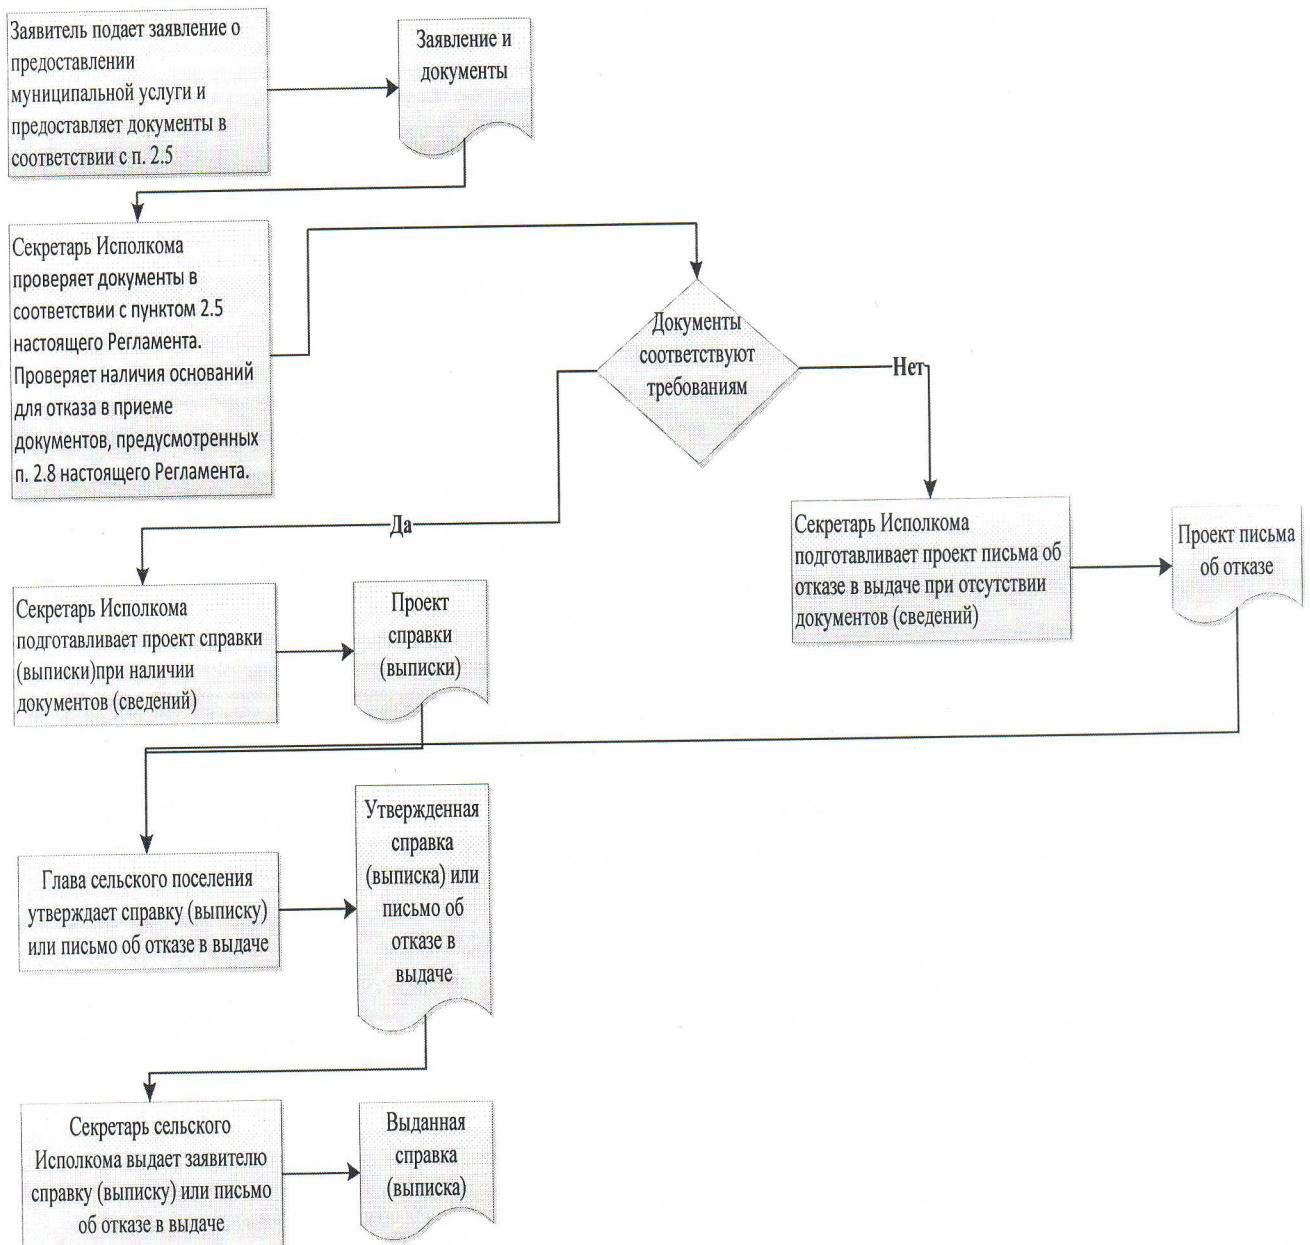 Заявитель подает заявление о
предоставлении
муниципальной услуги и
предоставляет документы в
соответствии с п. 2.5
Заявление и
документы
Секретарь Исполкома
проверяет документы в
соответствии с пунктом 2.5
настоящего Регламента.
Проверяет наличия оснований
для отказа в приеме
документов, предусмотренных
п. 2.8 настоящего Регламента.
Документы
соответствуют
требованиям
Нет
Да
Секретарь Исполкома
подготавливает проект письма об
отказе в выдаче при отсутствии
документов (сведений)
Проект письма
об отказе
Секретарь Исполкома
подготавливает проект справки
(выписки)при наличии
документов (сведений)
Проект
справки
(выписки)
Глава сельского поселения
утверждает справку (выписку)
или письмо об отказе в выдаче
Утвержденная
справка
(выписка) или
письмо об
отказе в
выдаче
Секретарь сельского
Исполкома выдает заявителю
справку (выписку) или письмо
об отказе в выдаче
Выданная
справка
(выписка)